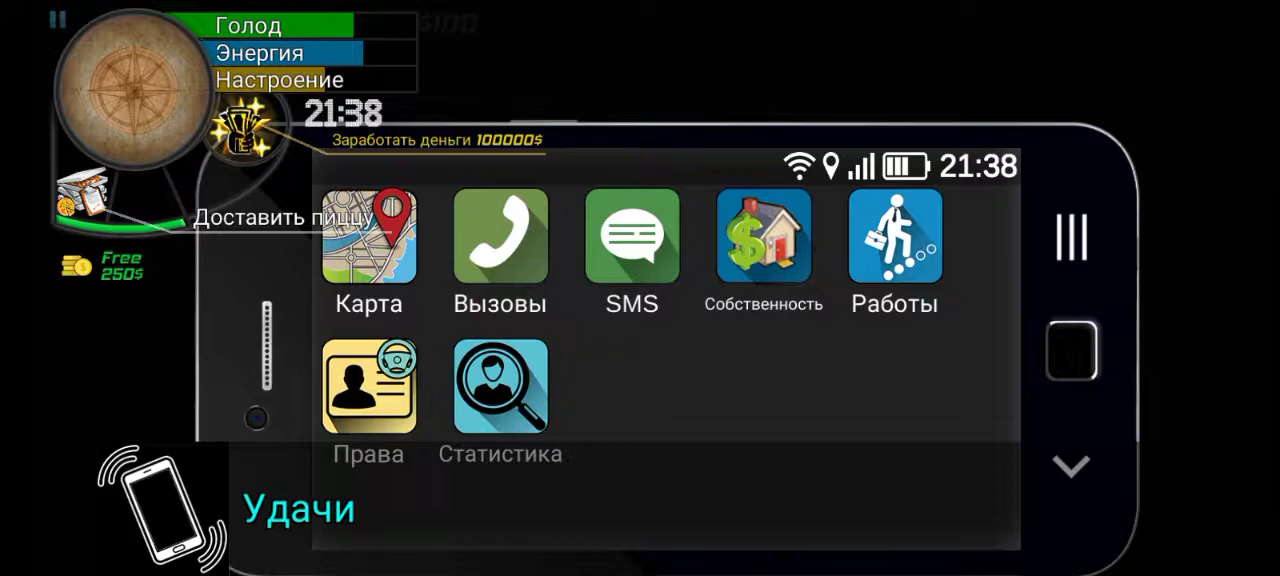 Голод
Энергия
Настроение
21:38
Заработать деньги 100000$
21:38
Доставить пиццу
Free
250$
Карта
Вызовы
SMS
Собственность
Работы
Права
Статистика
Удачи